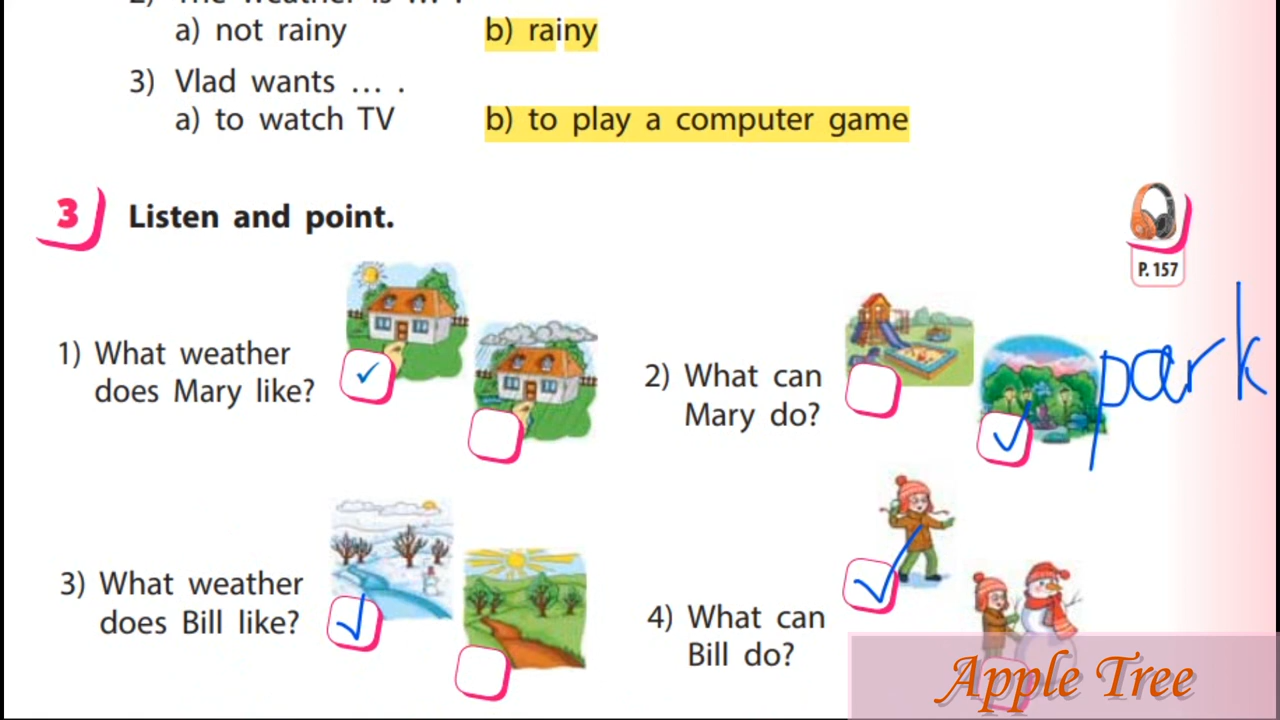 a) not rainy b) rainy
3) Vlad wants ... .
a) to watch TV b) to play a computer game
3 Listen and point.
P. 157
1) What weather
does Mary like?
2) What can
Mary do?
park
3) What weather
does Bill like?
4) What can
Bill do?
Apple Tree